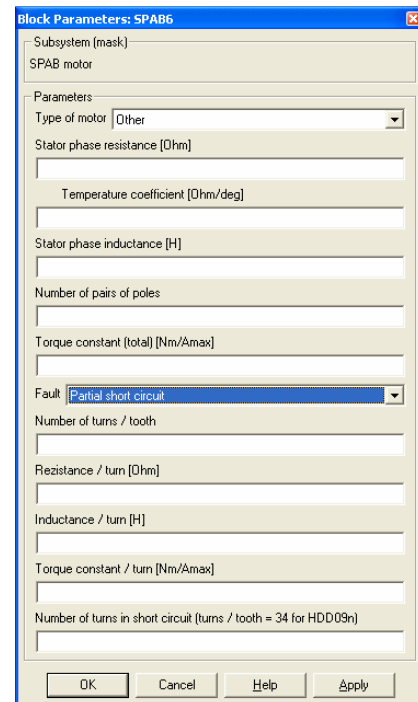 Block Parameters: SPAB6
Subsystem (mask)
SPAB motor
Parameters
Type of motor Other
Stator phase resistance [Ohm]
Temperature coefficient [Ohm/deg]
Stator phase inductance [H]
Number of pairs of poles
Torque constant (total) [Nm/Amax]
Fault Partial short circuit
Number of turns / tooth
Rezistance / turn [Ohm]
Inductance / turn [H]
Torque constant / turn [Nm/Amax]
Number of turns in short circuit (turns / tooth = 34 for HDD09n)
OK Cancel Help Apply